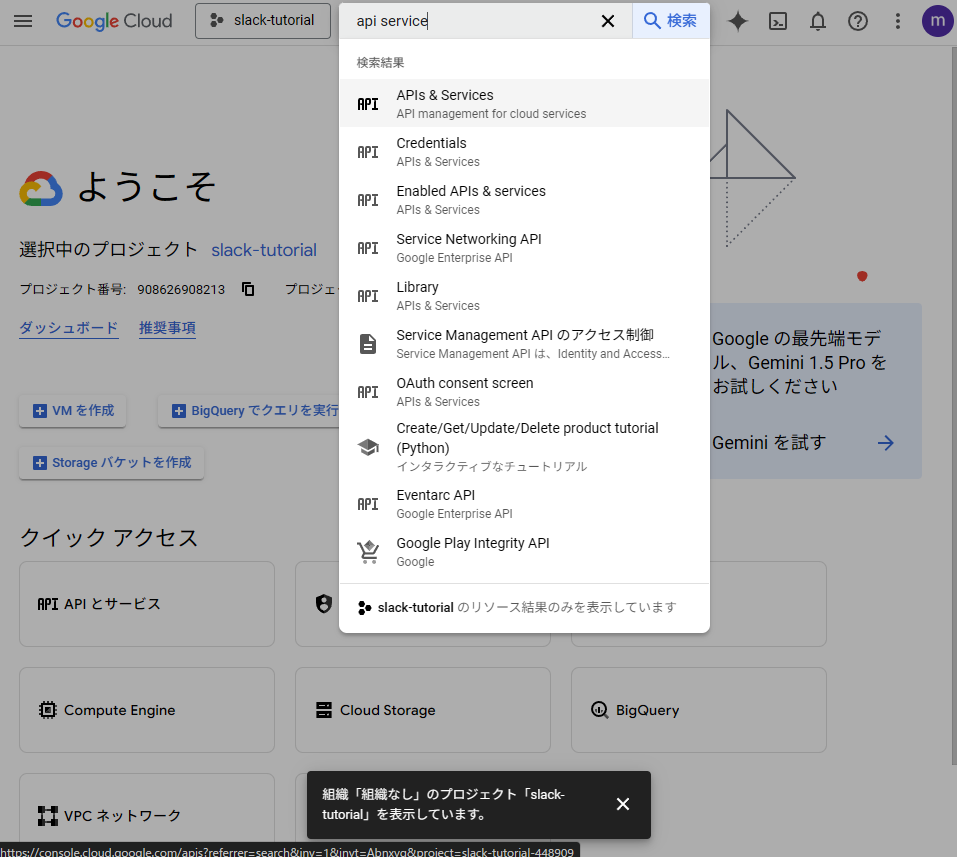 Google Cloud
slack-tutorial
api service
検索
m
検索結果
API
APIs & Services
API management for cloud services
API
Credentials
APIs & Services
API
Enabled APIs & services
APIs & Services
API
Service Networking API
Google Enterprise API
API
Library
APIs & Services
Service Management API のアクセス制御
Service Management API は、Identity and Access...
API
OAuth consent screen
APIs & Services
Create/Get/Update/Delete product tutorial
(Python)
インタラクティブなチュートリアル
API
Eventarc API
Google Enterprise API
Google Play Integrity API
Google
slack-tutorial のリソース結果のみを表示しています
ようこそ
選択中のプロジェクト slack-tutorial
プロジェクト番号: 908626908213 プロジェ
ダッシュボード 推奨事項
VM を作成
BigQuery でクエリを実行
Storage バケットを作成
Google の最先端モデ
ル、Gemini 1.5 Pro を
お試しください
Gemini を試す
クイック アクセス
API API とサービス
Compute Engine
Cloud Storage
BigQuery
VPC ネットワーク
組織「組織なし」のプロジェクト「slack-
tutorial」を表示しています。
https://console.cloud.google.com/apis?referrer=search&inv=1&invt=Abnxyg&project=slack-tutorial-448909